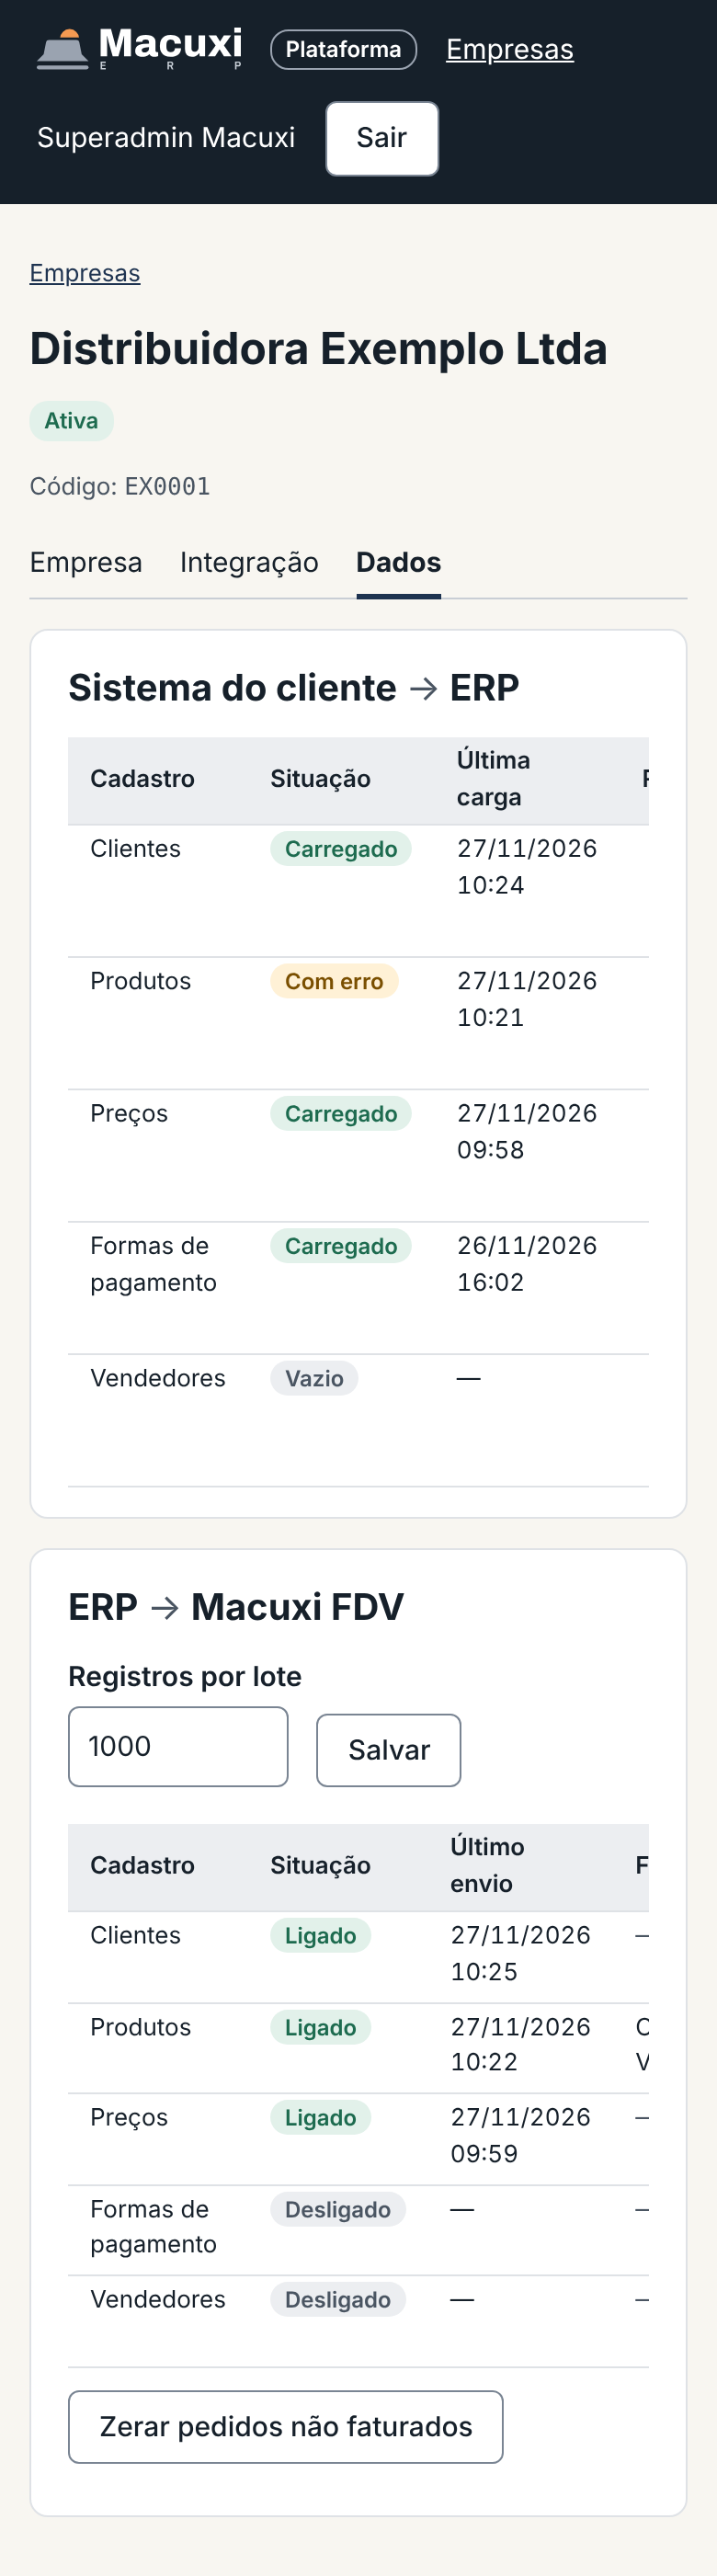 Macuxi
E R P
Plataforma
Empresas
Superadmin Macuxi
Sair
Empresas
Distribuidora Exemplo Ltda
Ativa
Código: EX0001
Empresa Integração Dados
Sistema do cliente → ERP
Cadastro Situação Última carga
Clientes Carregado 27/11/2026 10:24
Produtos Com erro 27/11/2026 10:21
Preços Carregado 27/11/2026 09:58
Formas de pagamento Carregado 26/11/2026 16:02
Vendedores Vazio —
ERP → Macuxi FDV
Registros por lote
1000
Salvar
Cadastro Situação Último envio
Clientes Ligado 27/11/2026 10:25 —
Produtos Ligado 27/11/2026 10:22
Preços Ligado 27/11/2026 09:59 —
Formas de pagamento Desligado — —
Vendedores Desligado — —
Zerar pedidos não faturados